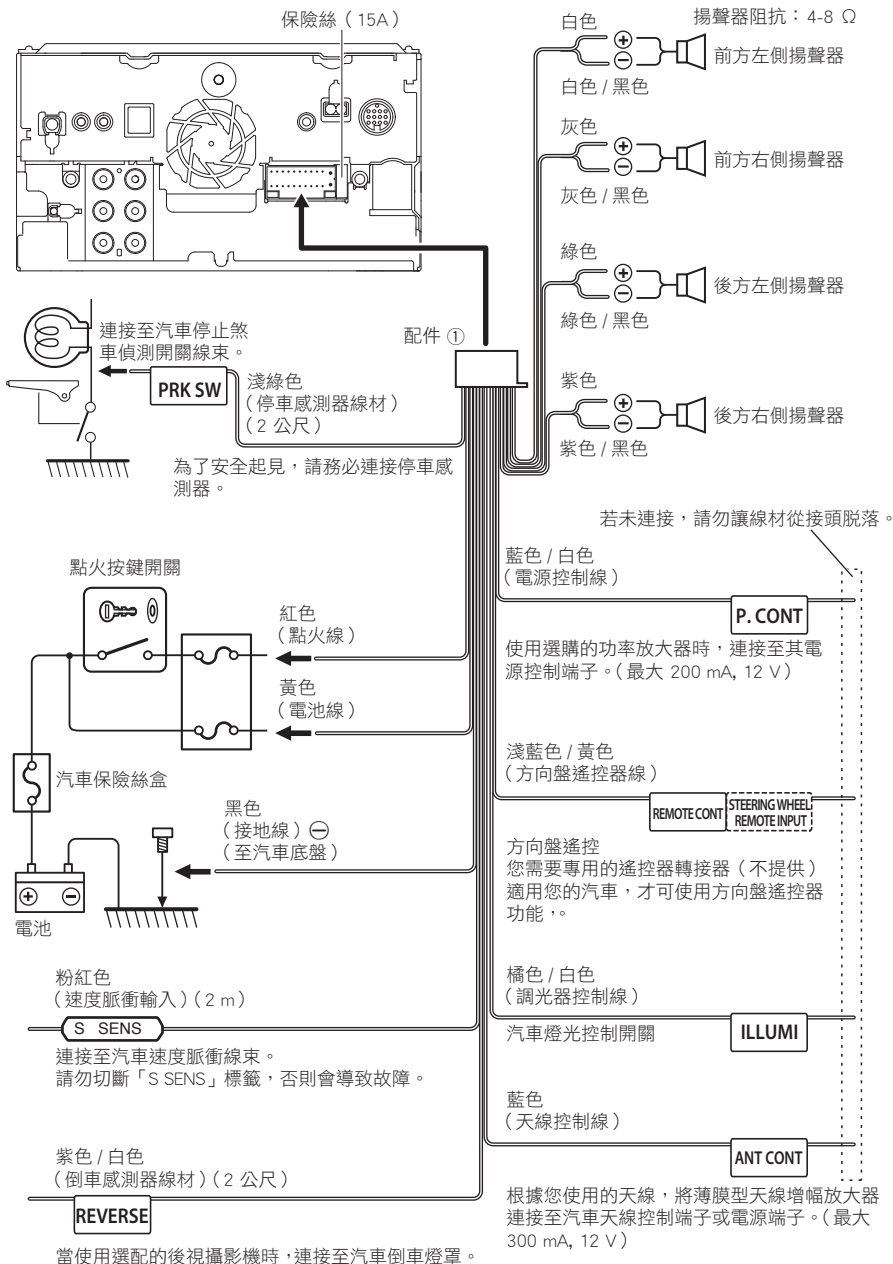 保險絲（15A）
揚聲器阻抗：4-8 Ω
白色
前方左側揚聲器
白色 / 黑色
灰色
前方右側揚聲器
灰色 / 黑色
綠色
後方左側揚聲器
綠色 / 黑色
紫色
後方右側揚聲器
紫色 / 黑色
配件 ①
連接至汽車停止煞
車偵測開關線束。
PRK SW
淺綠色
（停車感測器線材）
（2 公尺）
為了安全起見，請務必連接停車感
測器。
若未連接，請勿讓線材從接頭脫落。
藍色 / 白色
（電源控制線）
P. CONT
使用選購的功率放大器時，連接至其電
源控制端子。（最大 200 mA, 12 V）
點火按鍵開關
紅色
（點火線）
黃色
（電池線）
汽車保險絲盒
黑色
（接地線）⊖
（至汽車底盤）
電池
淺藍色 / 黃色
（方向盤遙控器線）
REMOTE CONT
STEERING WHEEL
REMOTE INPUT
方向盤遙控
您需要專用的遙控器轉接器（不提供）
適用您的汽車，才可使用方向盤遙控器
功能，。
粉紅色
（速度脈衝輸入）（2 m）
S SENS
連接至汽車速度脈衝線束。
請勿切斷「S SENS」標籤，否則會導致故障。
橘色 / 白色
（調光器控制線）
汽車燈光控制開關
ILLUMI
藍色
（天線控制線）
ANT CONT
根據您使用的天線，將薄膜型天線增幅放大器
連接至汽車天線控制端子或電源端子。（最大
300 mA, 12 V）
紫色 / 白色
（倒車感測器線材）（2 公尺）
REVERSE
當使用選配的後視攝影機時，連接至汽車倒車燈罩。